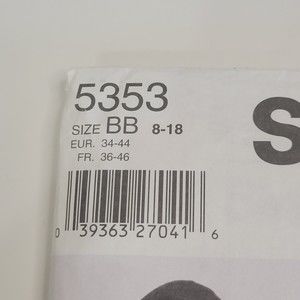 5353
SIZE BB 8-18
EUR. 34-44
FR. 36-46
S
0 39363 27041 6